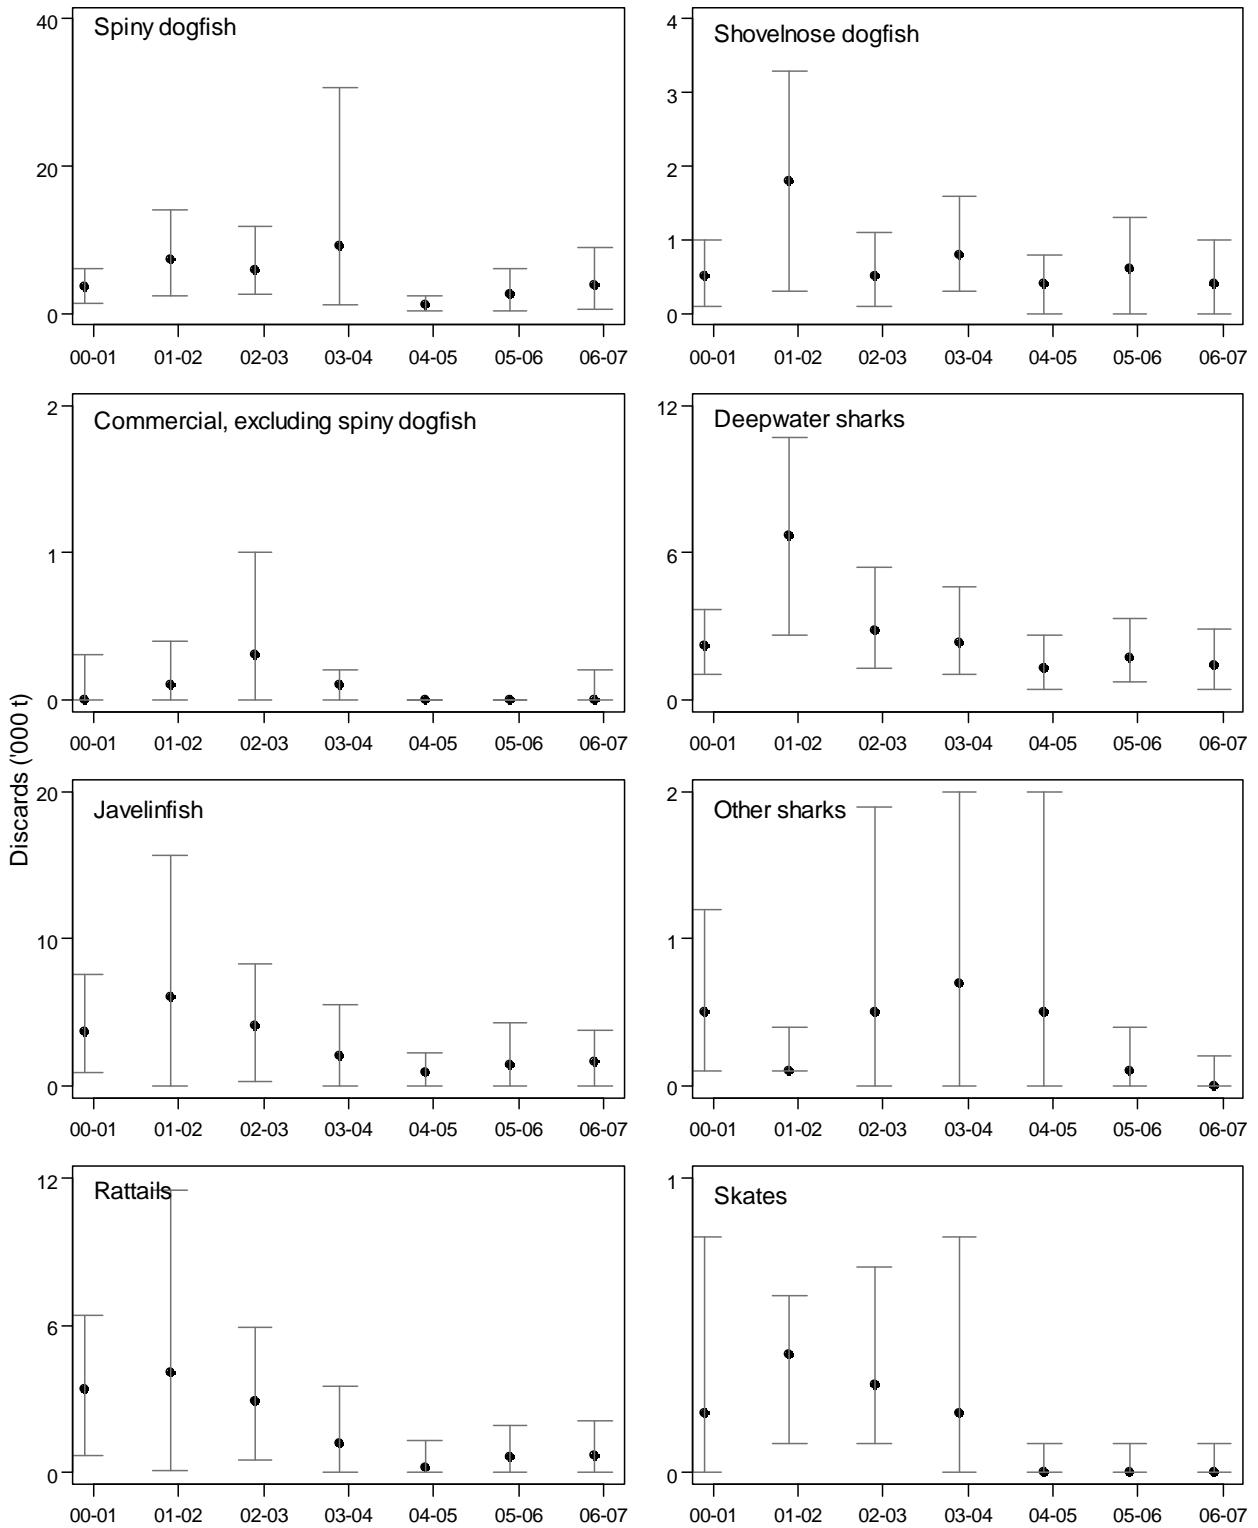 Discards ('000 t)
Spiny dogfish
40
20
0
00-01 01-02 02-03 03-04 04-05 05-06 06-07
Shovelnose dogfish
4
3
2
1
0
00-01 01-02 02-03 03-04 04-05 05-06 06-07
Commercial, excluding spiny dogfish
2
1
0
00-01 01-02 02-03 03-04 04-05 05-06 06-07
Deepwater sharks
12
6
0
00-01 01-02 02-03 03-04 04-05 05-06 06-07
Javelinfish
20
10
0
00-01 01-02 02-03 03-04 04-05 05-06 06-07
Other sharks
2
1
0
00-01 01-02 02-03 03-04 04-05 05-06 06-07
Rattails
12
6
0
00-01 01-02 02-03 03-04 04-05 05-06 06-07
Skates
1
0
00-01 01-02 02-03 03-04 04-05 05-06 06-07